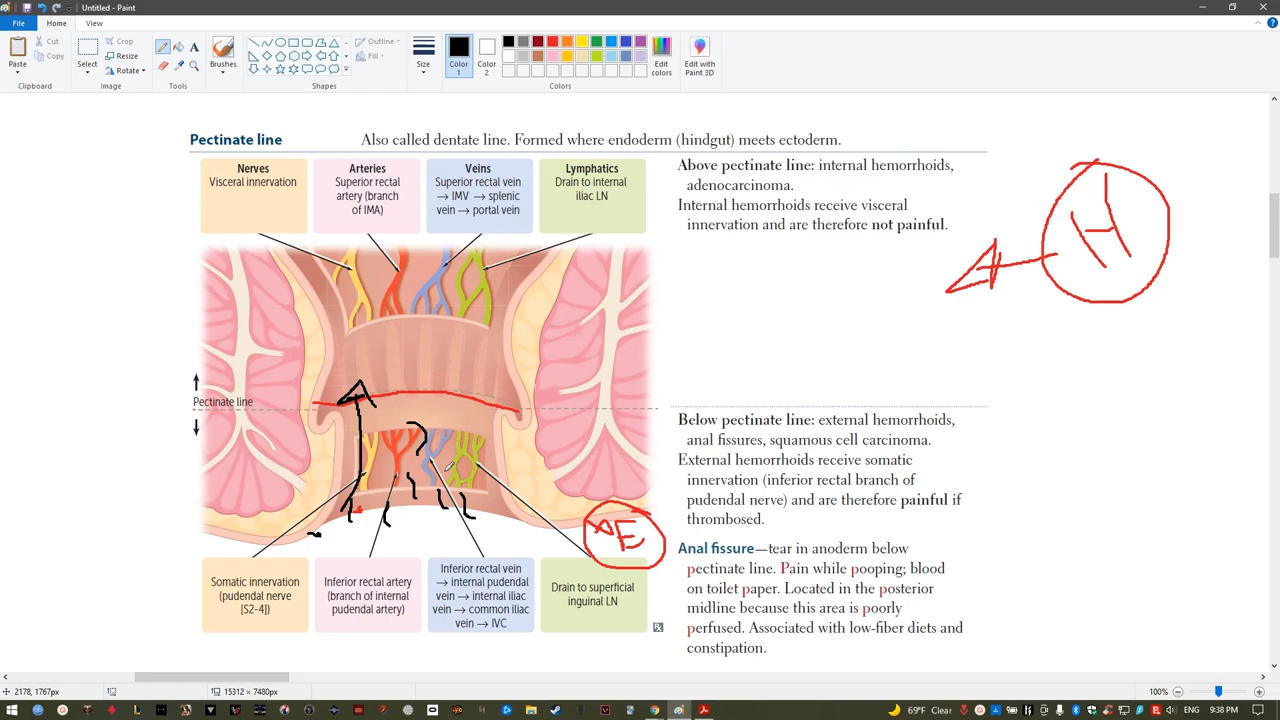 Untitled - Paint
File
Home
View
Paste
Cut
Copy
Clipboard
Select
Crop
Resize
Rotate
Image
A
Tools
Brushes
Shapes
Outline
Fill
Size
Color 1
Color 2
Colors
Edit colors
Edit with Paint 3D
Pectinate line
Also called dentate line. Formed where endoderm (hindgut) meets ectoderm.
Nerves
Visceral innervation
Arteries
Superior rectal
artery (branch
of IMA)
Veins
Superior rectal vein
→ IMV → splenic
vein → portal vein
Lymphatics
Drain to internal
iliac LN
Above pectinate line: internal hemorrhoids,
adenocarcinoma.
Internal hemorrhoids receive visceral
innervation and are therefore not painful.
H
Pectinate line
Below pectinate line: external hemorrhoids,
anal fissures, squamous cell carcinoma.
External hemorrhoids receive somatic
innervation (inferior rectal branch of
pudendal nerve) and are therefore painful if
thrombosed.
E
Somatic innervation
(pudendal nerve
[S2-4])
Inferior rectal artery
(branch of internal
pudendal artery)
Inferior rectal vein
→ internal pudendal
vein → internal iliac
vein → common iliac
vein → IVC
Drain to superficial
inguinal LN
Anal fissure—tear in anoderm below
pectinate line. Pain while pooping; blood
on toilet paper. Located in the posterior
midline because this area is poorly
perfused. Associated with low-fiber diets and
constipation.
2178, 1767px
15312 × 7480px
100%
69°F Clear
9:38 PM